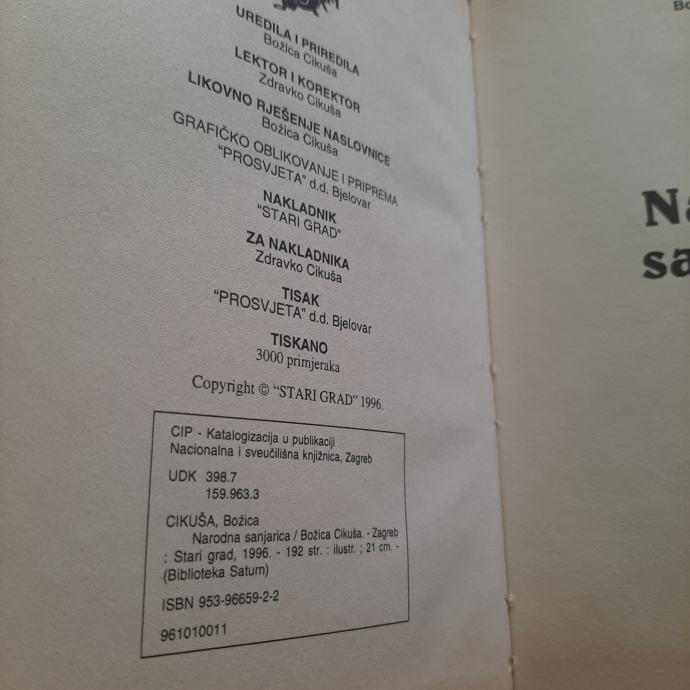 UREDILA I PRIREDILA
Božica Cikuša
LEKTOR I KOREKTOR
Zdravko Cikuša
LIKOVNO RJEŠENJE NASLOVNICE
Božica Cikuša
GRAFIČKO OBLIKOVANJE I PRIPREMA
"PROSVJETA" d.d. Bjelovar
NAKLADNIK
"STARI GRAD"
ZA NAKLADNIKA
Zdravko Cikuša
TISAK
"PROSVJETA" d.d. Bjelovar
TISKANO
3000 primjeraka
Copyright © "STARI GRAD" 1996.
CIP - Katalogizacija u publikaciji
Nacionalna i sveučilišna knjižnica, Zagreb
UDK 398.7
159.963.3
CIKUŠA, Božica
Narodna sanjarica / Božica Cikuša. - Zagreb
: Stari grad, 1996. - 192 str. : ilustr. ; 21 cm. -
(Biblioteka Saturn)
ISBN 953-96659-2-2
961010011
Bo
Na
sa